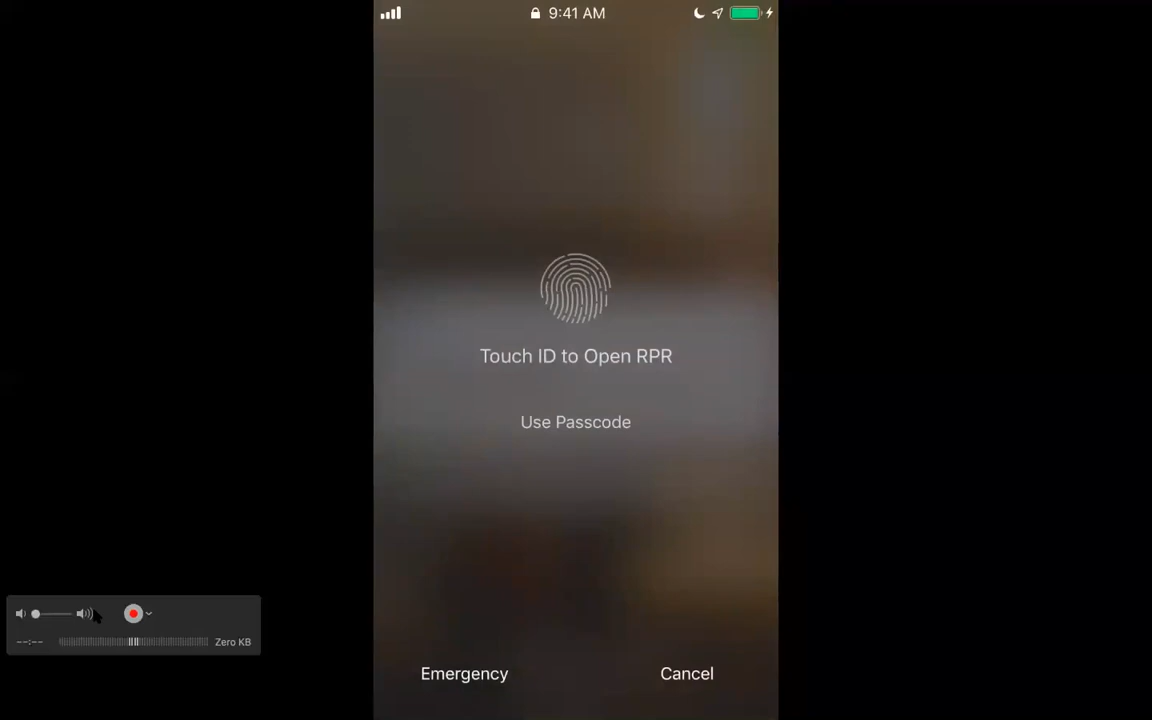 9:41 AM
Touch ID to Open RPR
Use Passcode
Emergency
Cancel
--:--
Zero KB